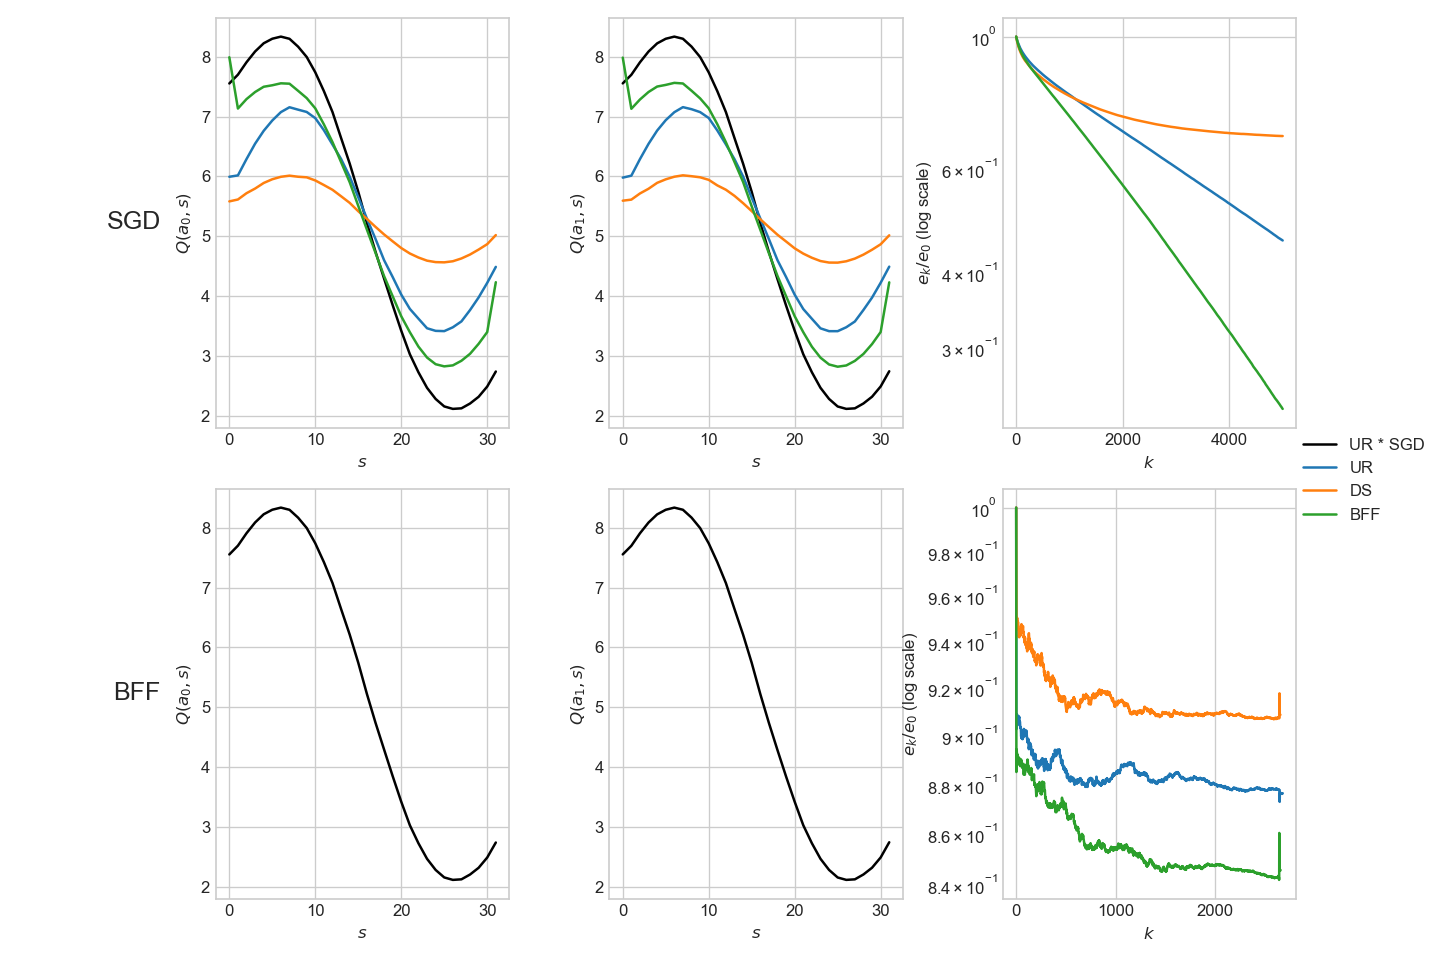 SGD
Q(a₀, s)
8
7
6
5
4
3
2
0 10 20 30
s
Q(a₁, s)
8
7
6
5
4
3
2
0 10 20 30
s
eₖ/e₀ (log scale)
10⁰
6 × 10⁻¹
4 × 10⁻¹
3 × 10⁻¹
0 2000 4000
k
UR * SGD
UR
DS
BFF
BFF
Q(a₀, s)
8
7
6
5
4
3
2
0 10 20 30
s
Q(a₁, s)
8
7
6
5
4
3
2
0 10 20 30
s
eₖ/e₀ (log scale)
10⁰
9.8 × 10⁻¹
9.6 × 10⁻¹
9.4 × 10⁻¹
9.2 × 10⁻¹
9 × 10⁻¹
8.8 × 10⁻¹
8.6 × 10⁻¹
8.4 × 10⁻¹
0 1000 2000
k